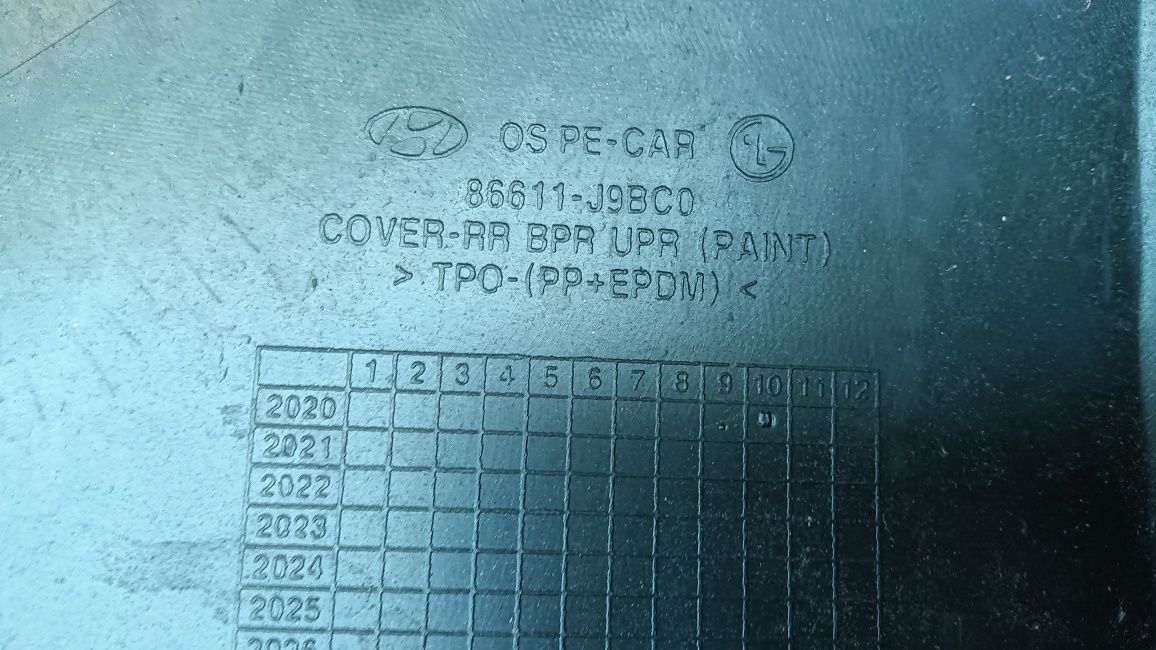 OS PE-CAR
86611-J9BC0
COVER-RR BPR UPR (PAINT)
> TPO-(PP+EPDM) <
1 2 3 4 5 6 7 8 9 10 11 12
2020
2021
2022
2023
2024
2025
2026